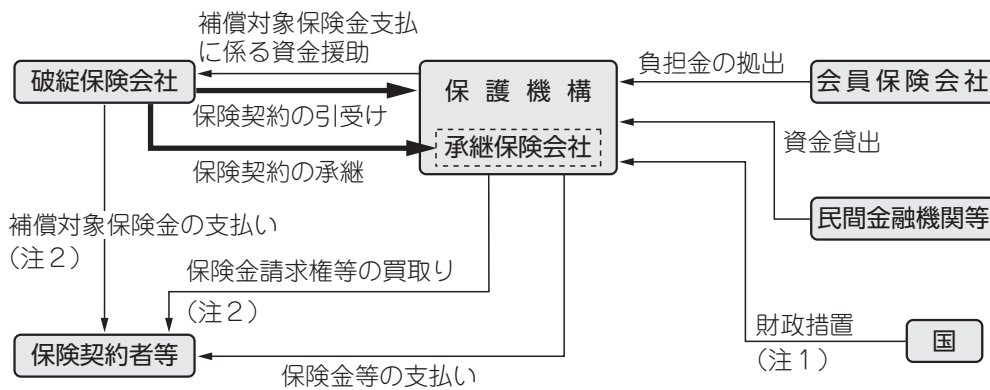 補償対象保険金支払
に係る資金援助
破綻保険会社
保護機構
負担金の拠出
会員保険会社
保険契約の引受け
承継保険会社
資金貸出
保険契約の承継
補償対象保険金の支払い
(注2)
民間金融機関等
保険金請求権等の買取り
(注2)
財政措置
(注1)
国
保険契約者等
保険金等の支払い